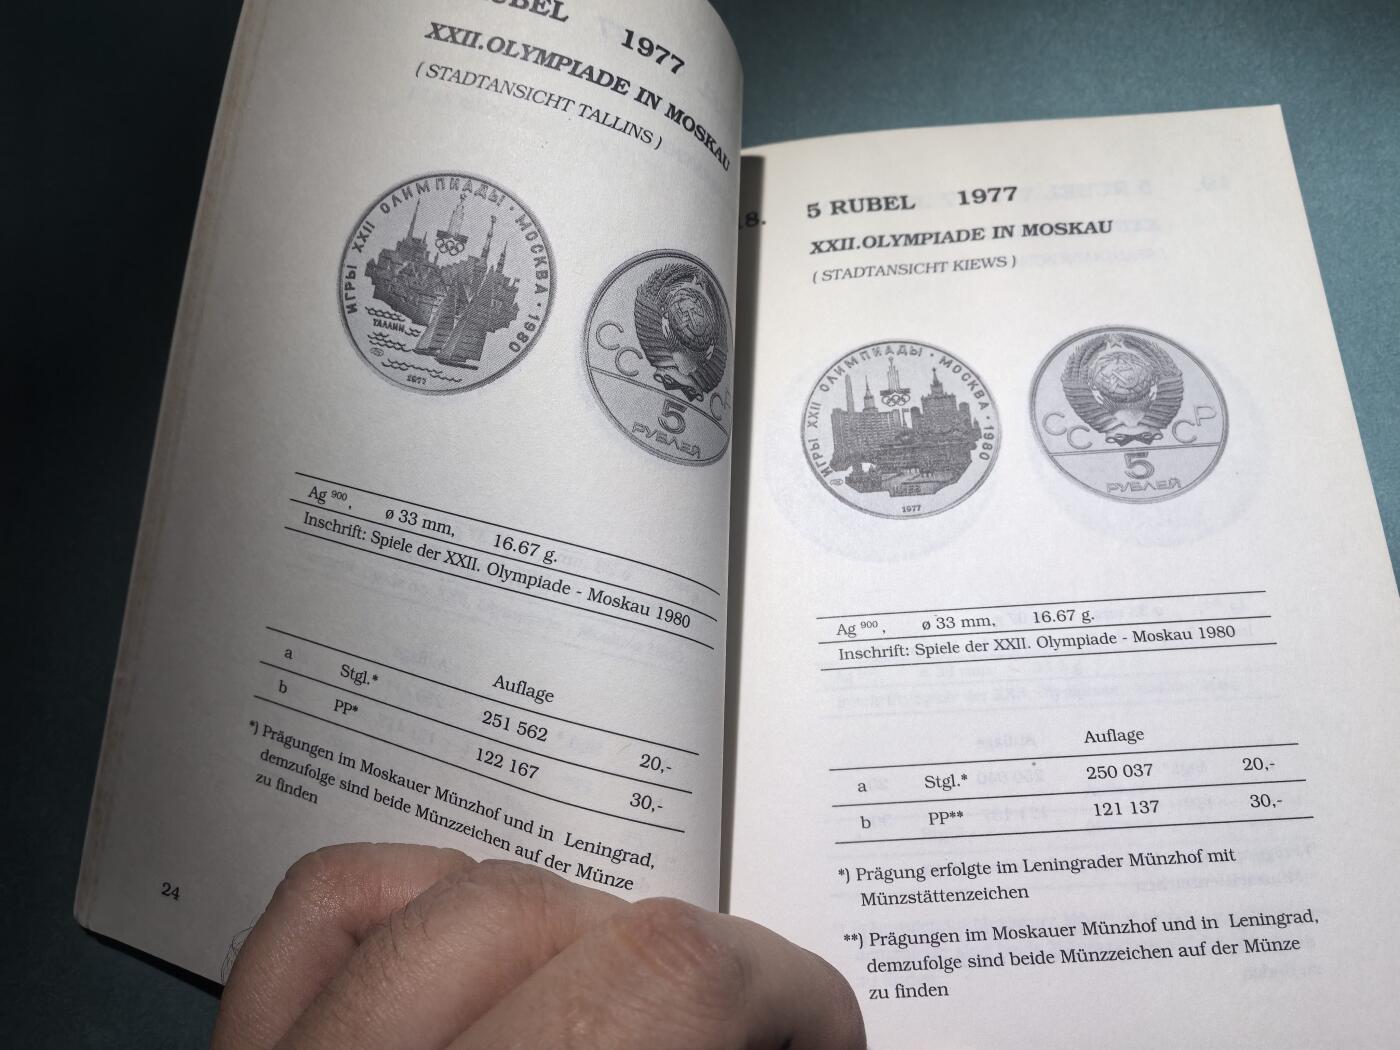 RUBEL 1977
XXII.OLYMPIADE IN MOSKAU
( STADTANSICHT TALLINS )
ИГРЫ XXII ОЛИМПИАДЫ · МОСКВА · 1980
ТАЛЛИН
1977
СССР
5
РУБЛЕЙ
Ag 900, ø 33 mm, 16.67 g.
Inschrift: Spiele der XXII. Olympiade - Moskau 1980
Auflage
a Stgl.* 251 562 20,-
b PP* 122 167 30,-
*) Prägungen im Moskauer Münzhof und in Leningrad,
demzufolge sind beide Münzzeichen auf der Münze
zu finden
24
18. 5 RUBEL 1977
XXII.OLYMPIADE IN MOSKAU
( STADTANSICHT KIEWS )
ИГРЫ XXII ОЛИМПИАДЫ · МОСКВА · 1980
1977
СССР
5
РУБЛЕЙ
Ag 900, ø 33 mm, 16.67 g.
Inschrift: Spiele der XXII. Olympiade - Moskau 1980
Auflage
a Stgl.* 250 037 20,-
b PP** 121 137 30,-
*) Prägung erfolgte im Leningrader Münzhof mit
Münzstättenzeichen
**) Prägungen im Moskauer Münzhof und in Leningrad,
demzufolge sind beide Münzzeichen auf der Münze
zu finden